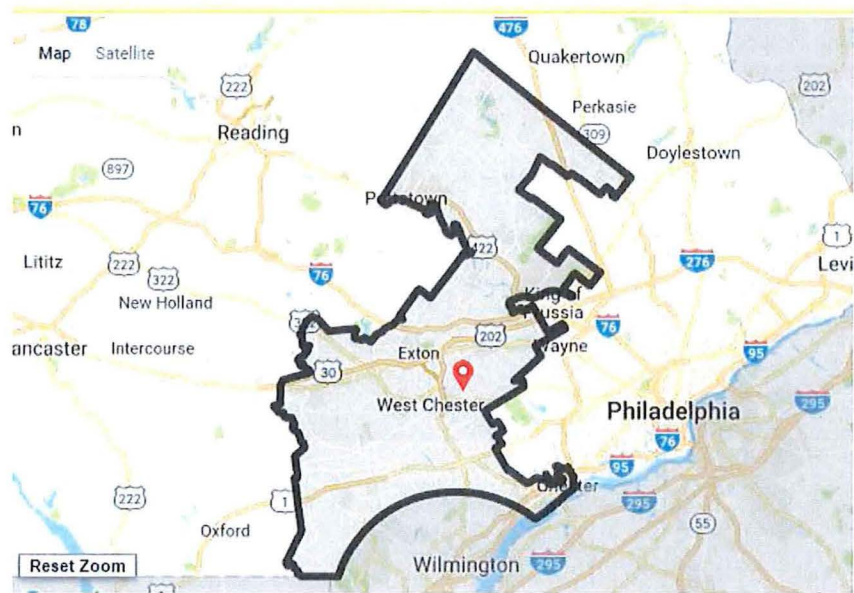 78
476
Quakertown
Map Satellite
222
202
Perkasie
Reading
309
n
Doylestown
897
76
1
422
Lititz
222
276
Levi
322
76
New Holland
King of
Prussia
202
76
ancaster
Intercourse
Exton
Wayne
95
30
West Chester
Philadelphia
295
76
95
222
1
Chester
295
Oxford
55
Reset Zoom
Wilmington
295